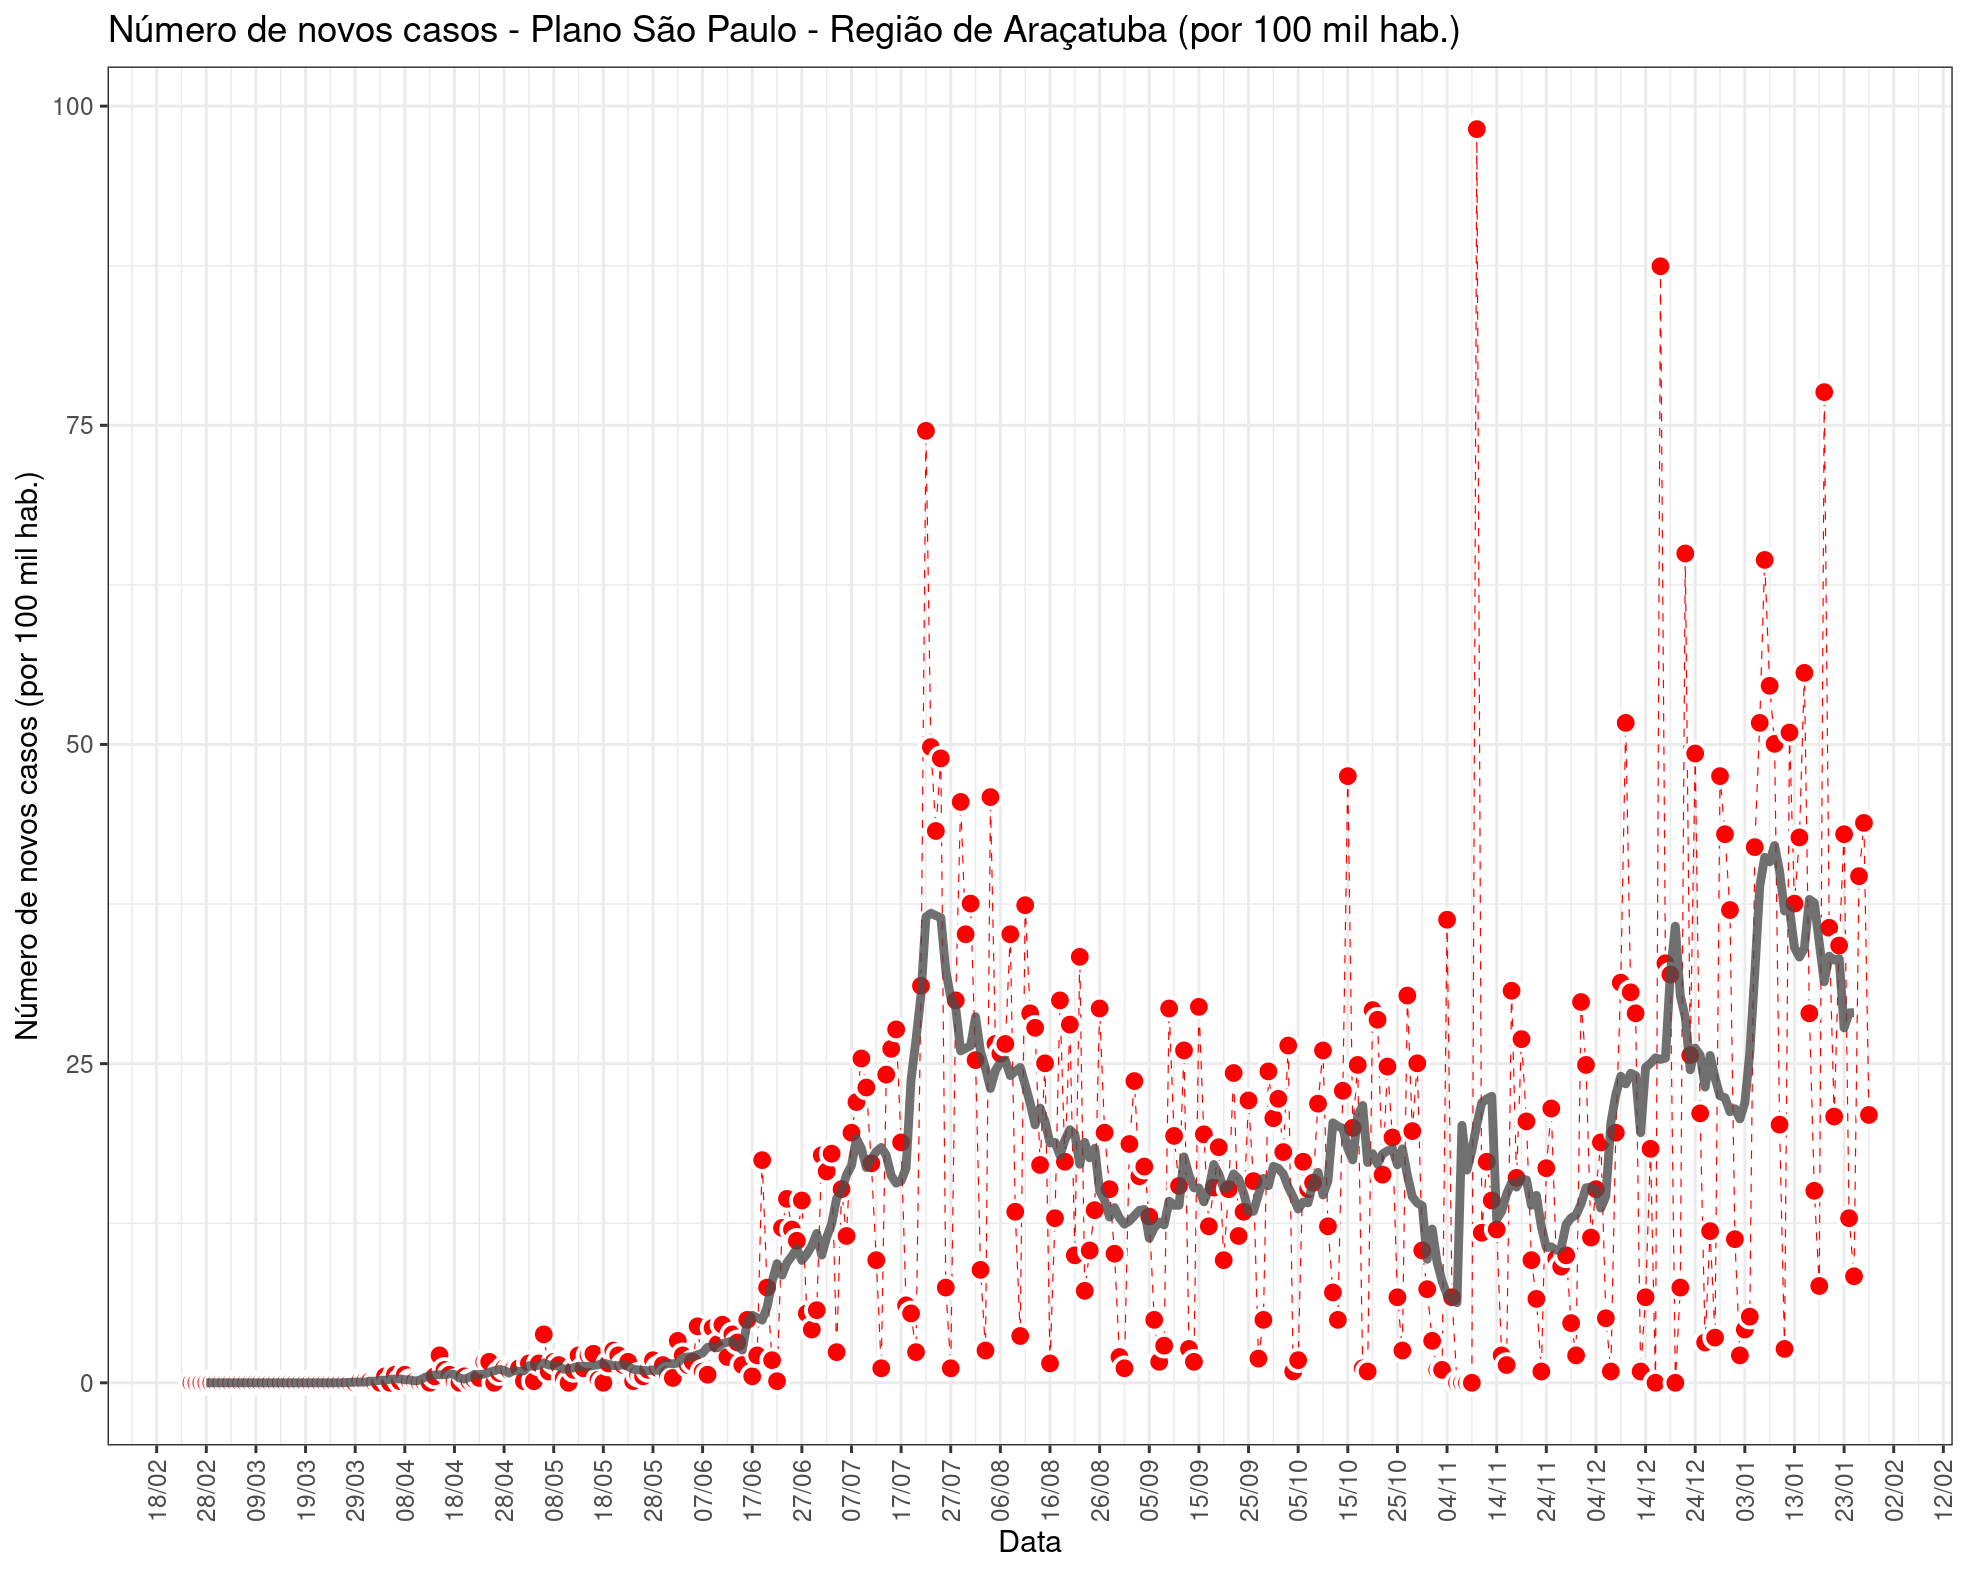 Número de novos casos - Plano São Paulo - Região de Araçatuba (por 100 mil hab.)
Número de novos casos (por 100 mil hab.)
100
75
50
25
0
18/02 28/02 09/03 19/03 29/03 08/04 18/04 28/04 08/05 18/05 28/05 07/06 17/06 27/06 07/07 17/07 27/07 06/08 16/08 26/08 05/09 15/09 25/09 05/10 15/10 25/10 04/11 14/11 24/11 04/12 14/12 24/12 03/01 13/01 23/01 02/02 12/02
Data